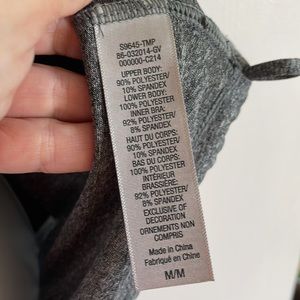 S9645-TMP
86-032014-GV
000000-C214
UPPER BODY:
90% POLYESTER/
10% SPANDEX
LOWER BODY:
100% POLYESTER
INNER BRA:
92% POLYESTER/
8% SPANDEX
HAUT DU CORPS:
90% POLYESTER/
10% SPANDEX
BAS DU CORPS:
100% POLYESTER
INTÉRIEUR
BRASSIÈRE:
92% POLYESTER/
8% SPANDEX
EXCLUSIVE OF
DECORATION
ORNEMENTS NON
COMPRIS
Made in China
Fabriqué en Chine
M/M